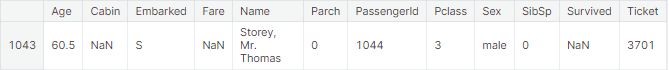 Age Cabin Embarked Fare Name Parch PassengerId Pclass Sex SibSp Survived Ticket
1043 60.5 NaN S NaN Storey, Mr. Thomas 0 1044 3 male 0 NaN 3701